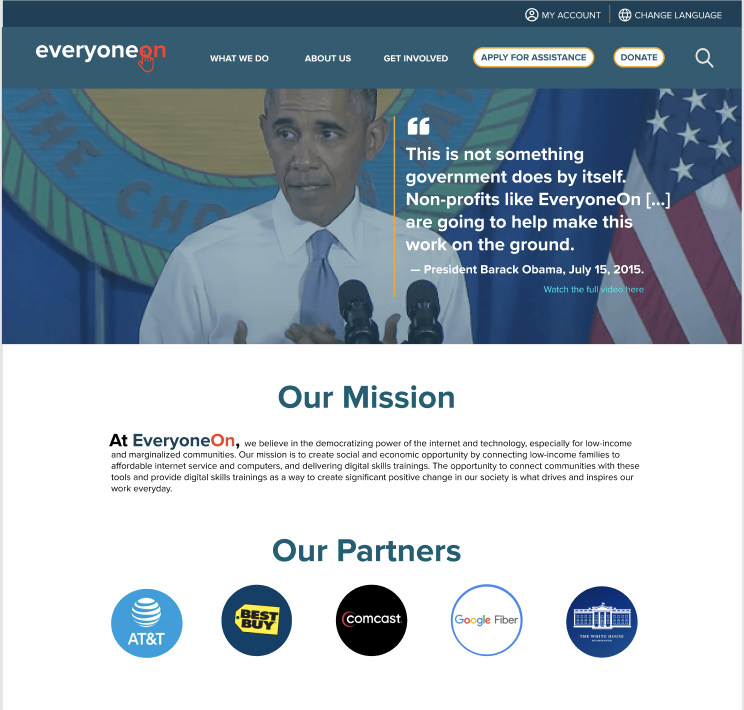 MY ACCOUNT
CHANGE LANGUAGE
everyoneon
WHAT WE DO
ABOUT US
GET INVOLVED
APPLY FOR ASSISTANCE
DONATE
THE CHO
“
This is not something
government does by itself.
Non-profits like EveryoneOn [...]
are going to help make this
work on the ground.
— President Barack Obama, July 15, 2015.
Watch the full video here
Our Mission
At EveryoneOn, we believe in the democratizing power of the internet and technology, especially for low-income
and marginalized communities. Our mission is to create social and economic opportunity by connecting low-income families to
affordable internet service and computers, and delivering digital skills trainings. The opportunity to connect communities with these
tools and provide digital skills trainings as a way to create significant positive change in our society is what drives and inspires our
work everyday.
Our Partners
AT&T
BEST
BUY
comcast.
Google Fiber
THE WHITE HOUSE
WASHINGTON